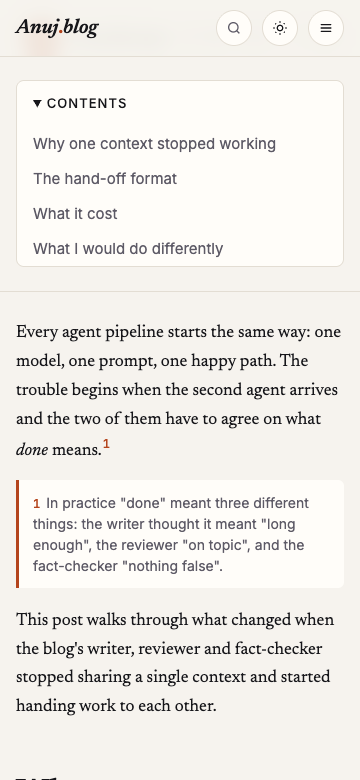 Anuj.blog
▼ CONTENTS
Why one context stopped working
The hand-off format
What it cost
What I would do differently
Every agent pipeline starts the same way: one
model, one prompt, one happy path. The
trouble begins when the second agent arrives
and the two of them have to agree on what
done means.1
1 In practice "done" meant three different
things: the writer thought it meant "long
enough", the reviewer "on topic", and the
fact-checker "nothing false".
This post walks through what changed when
the blog's writer, reviewer and fact-checker
stopped sharing a single context and started
handing work to each other.